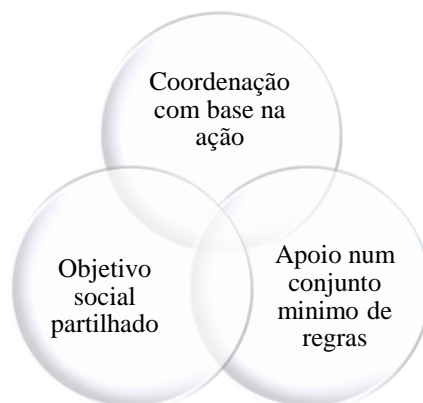 Coordenação
com base na
ação
Objetivo
social
partilhado
Apoio num
conjunto
minimo de
regras